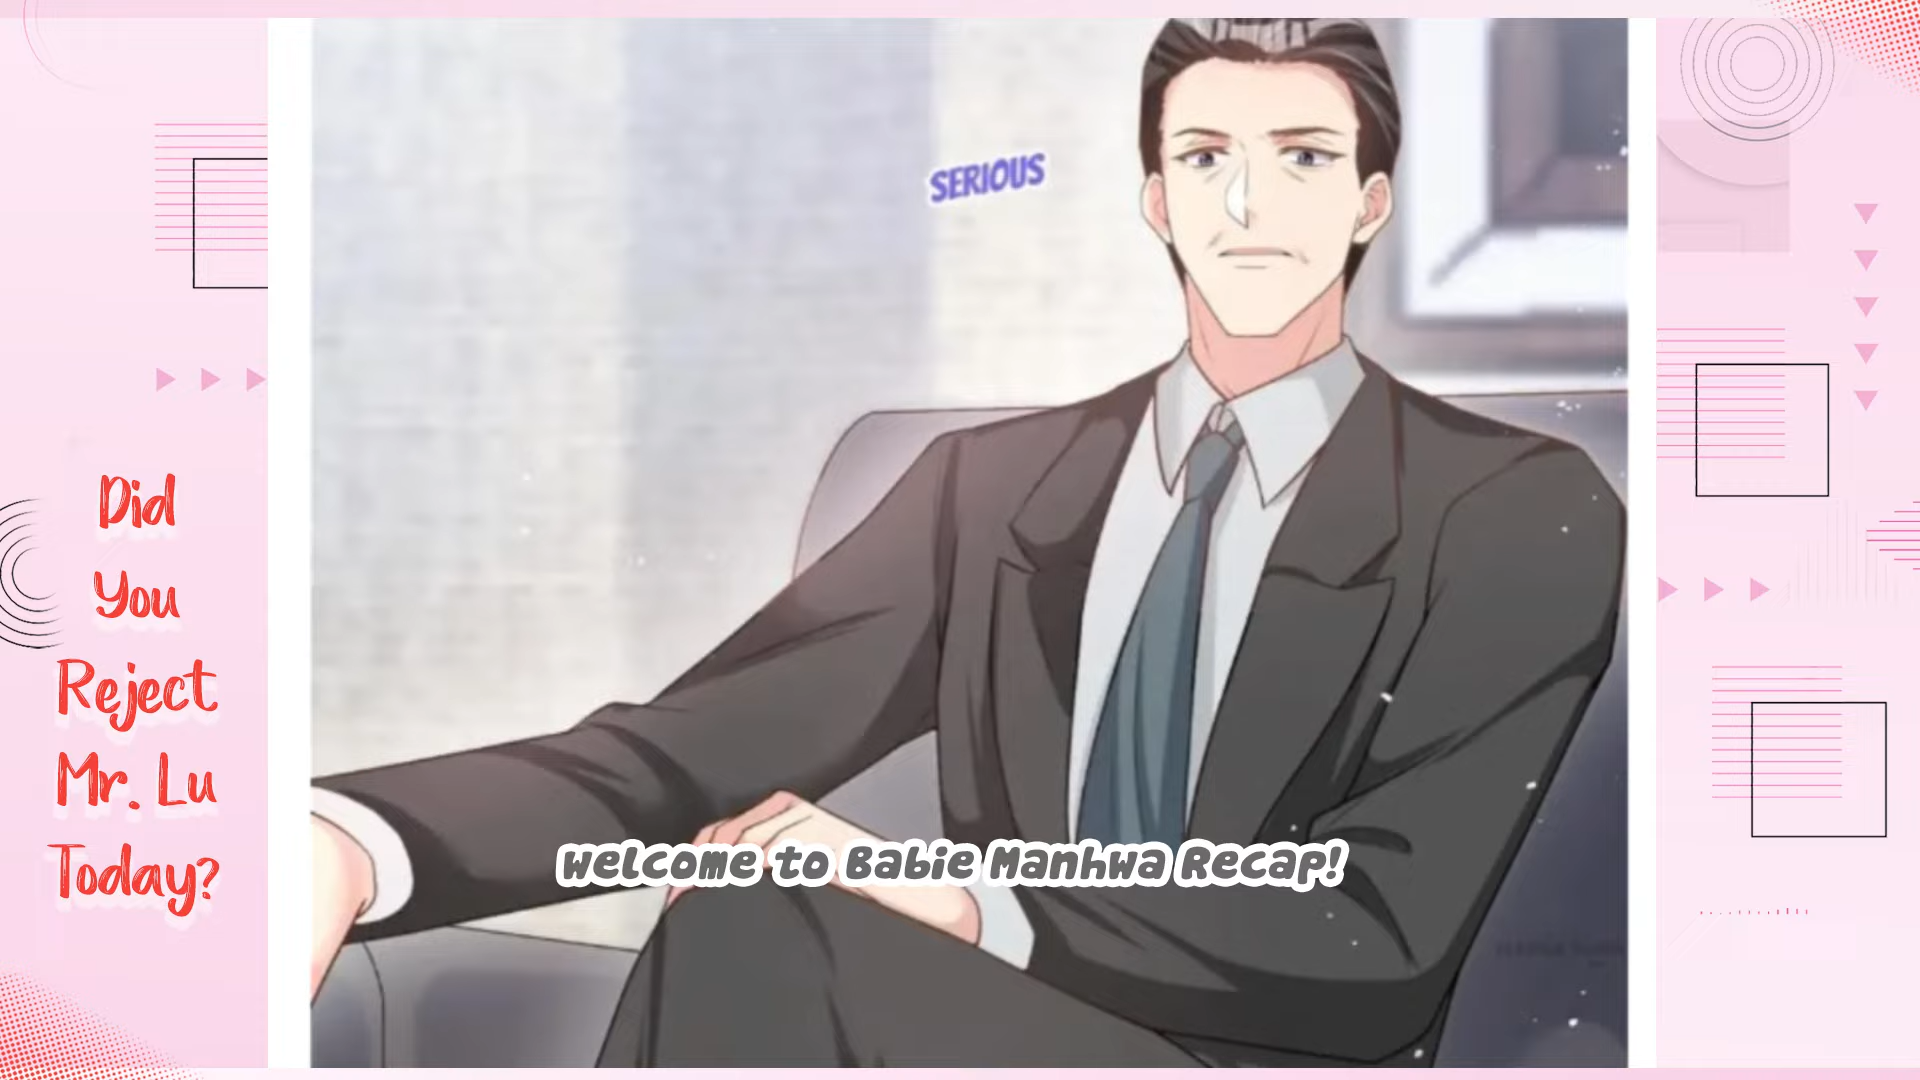 SERIOUS
Did
You
Reject
Mr. Lu
Today?
welcome to Babie Manhwa Recap!